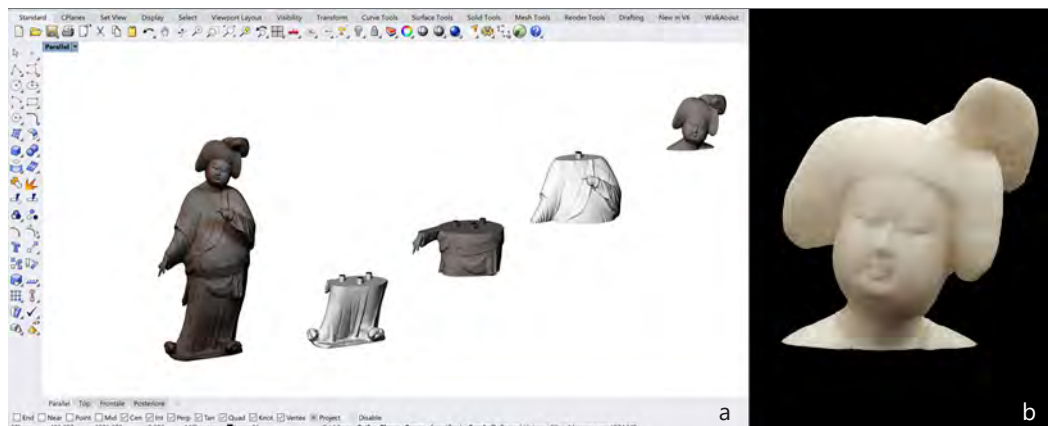 Standard CPlanes Set View Display Select Viewport Layout Visibility Transform Curve Tools Surface Tools Solid Tools Mesh Tools Render Tools Drafting New in V6 WalkAbout
Parallel
Parallel Top Frontale Posteriore
End Near Point Mid Cen Int Perp Tan Quad Knot Vertex Project Disable
a
b